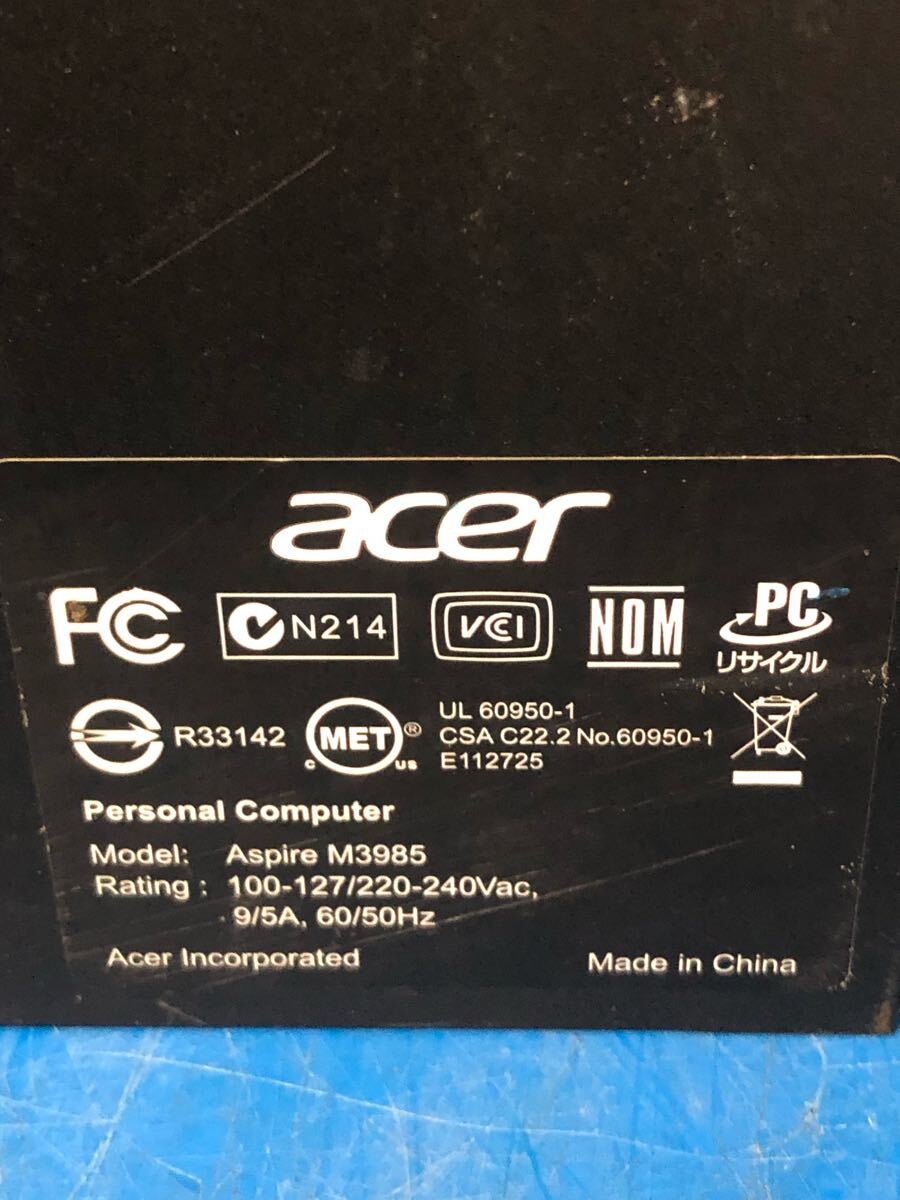 acer
FC N214 VCI NOM PC
リサイクル
R33142 MET® c us
UL 60950-1
CSA C22.2 No.60950-1
E112725
Personal Computer
Model: Aspire M3985
Rating : 100-127/220-240Vac,
9/5A, 60/50Hz
Acer Incorporated Made in China